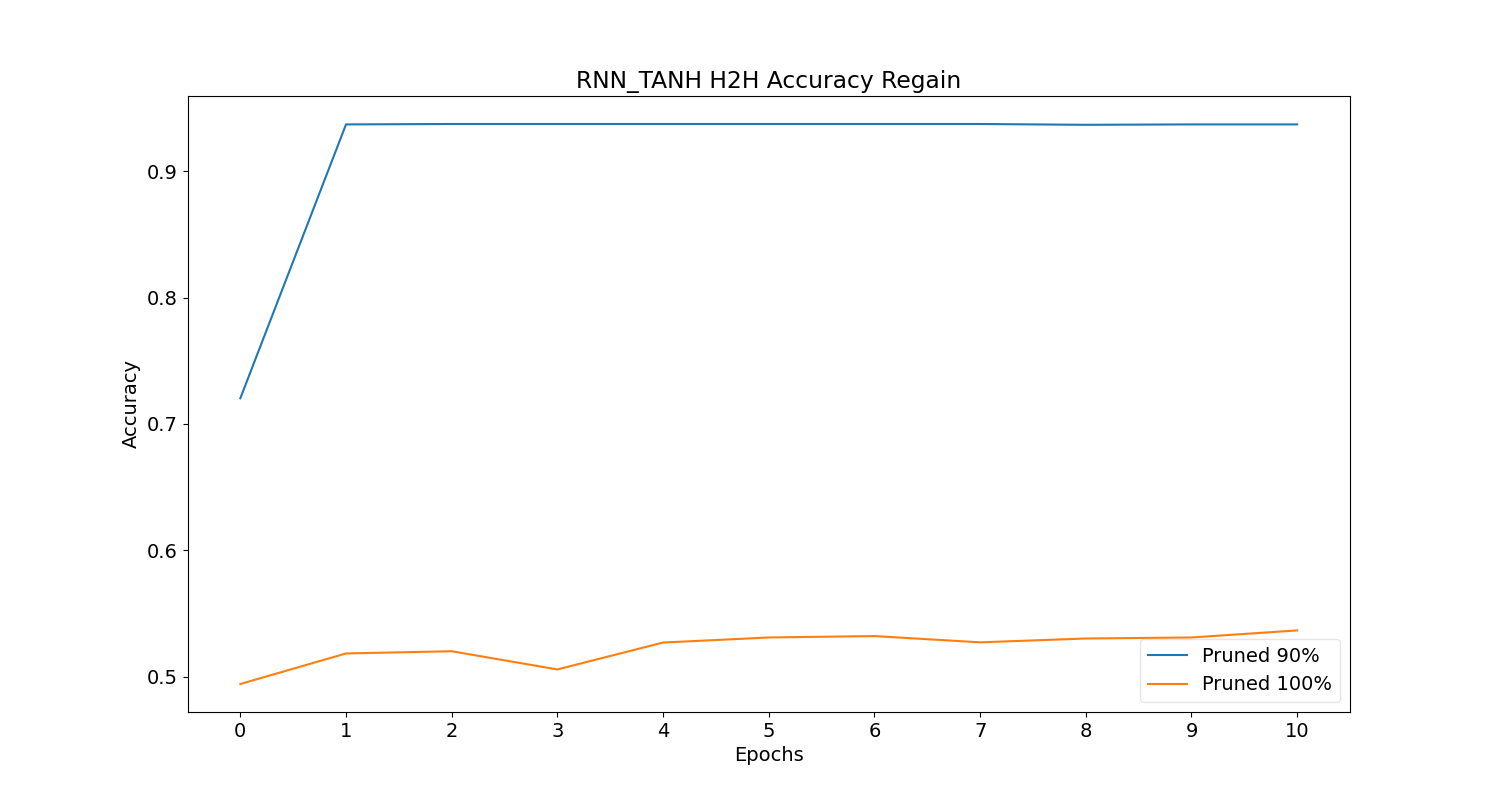 RNN_TANH H2H Accuracy Regain
Accuracy
0.9
0.8
0.7
0.6
0.5
Pruned 90%
Pruned 100%
0 1 2 3 4 5 6 7 8 9 10
Epochs